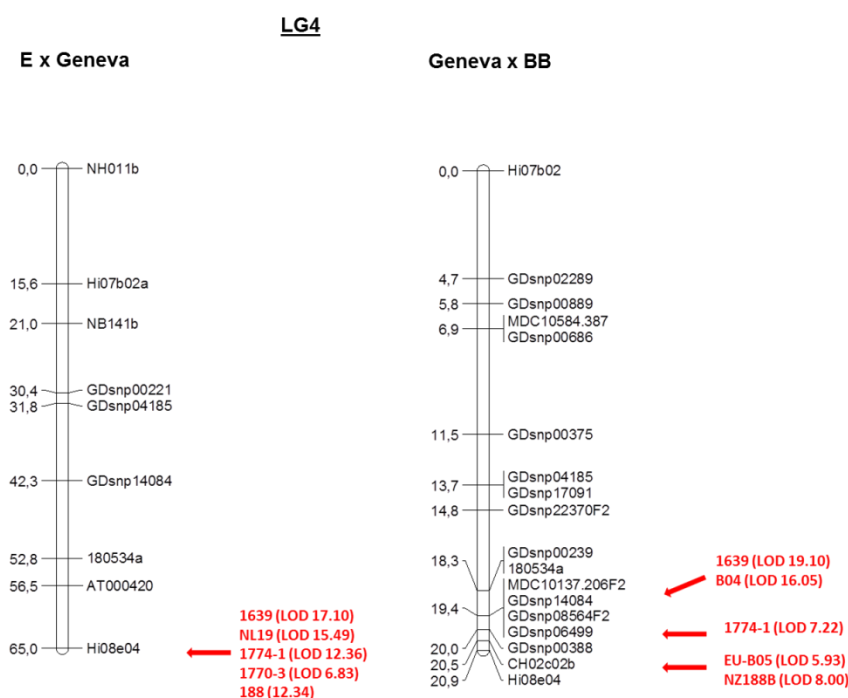 LG4
E x Geneva
0,0 NH011b
15,6 Hi07b02a
21,0 NB141b
30,4 GDsnp00221
31,8 GDsnp04185
42,3 GDsnp14084
52,8 180534a
56,5 AT000420
65,0 Hi08e04
1639 (LOD 17.10)
NL19 (LOD 15.49)
1774-1 (LOD 12.36)
1770-3 (LOD 6.83)
188 (12.34)
Geneva x BB
0,0 Hi07b02
4,7 GDsnp02289
5,8 GDsnp00889
MDC10584.387
6,9
GDsnp00686
11,5 GDsnp00375
GDsnp04185
13,7
GDsnp17091
14,8 GDsnp22370F2
GDsnp00239
18,3
180534a
MDC10137.206F2
GDsnp14084
19,4
GDsnp08564F2
GDsnp06499
20,0 GDsnp00388
20,5 CH02c02b
20,9 Hi08e04
1639 (LOD 19.10)
B04 (LOD 16.05)
1774-1 (LOD 7.22)
EU-B05 (LOD 5.93)
NZ188B (LOD 8.00)